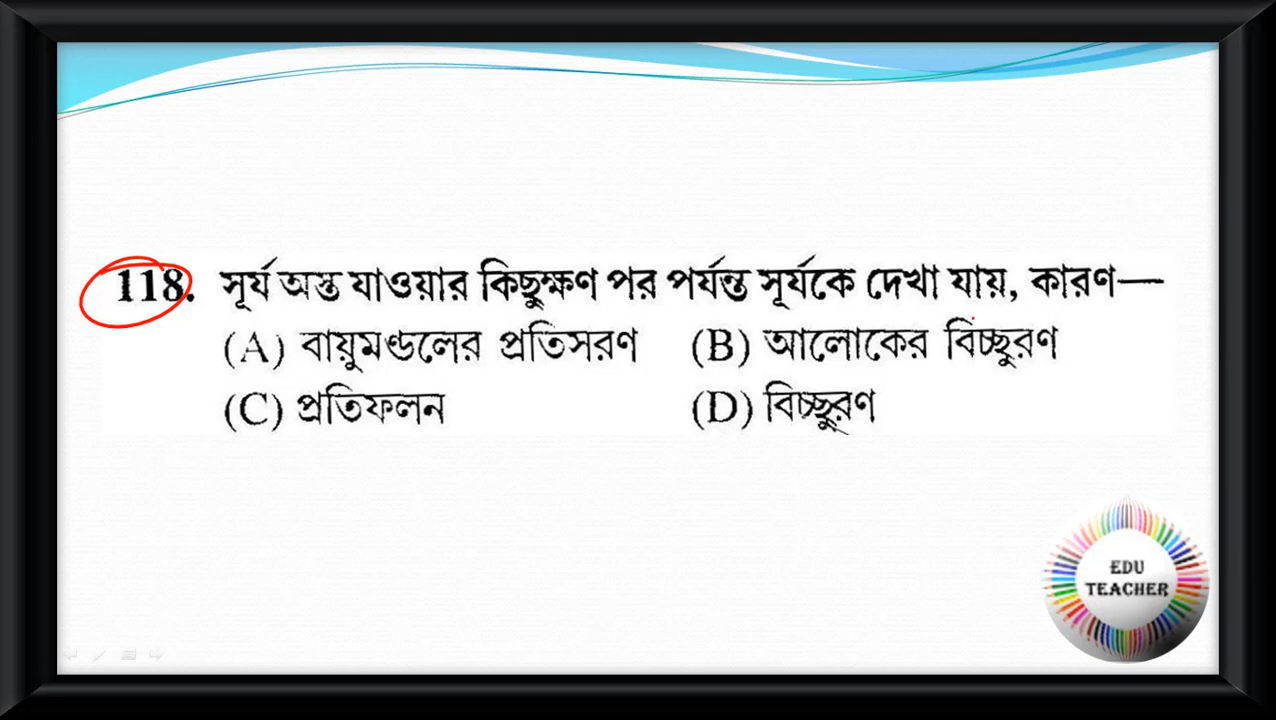 118. সূর্য অস্ত যাওয়ার কিছুক্ষণ পর পর্যন্ত সূর্যকে দেখা যায়, কারণ—
(A) বায়ুমণ্ডলের প্রতিসরণ (B) আলোকের বিচ্ছুরণ
(C) প্রতিফলন (D) বিচ্ছুরণ
EDU
TEACHER